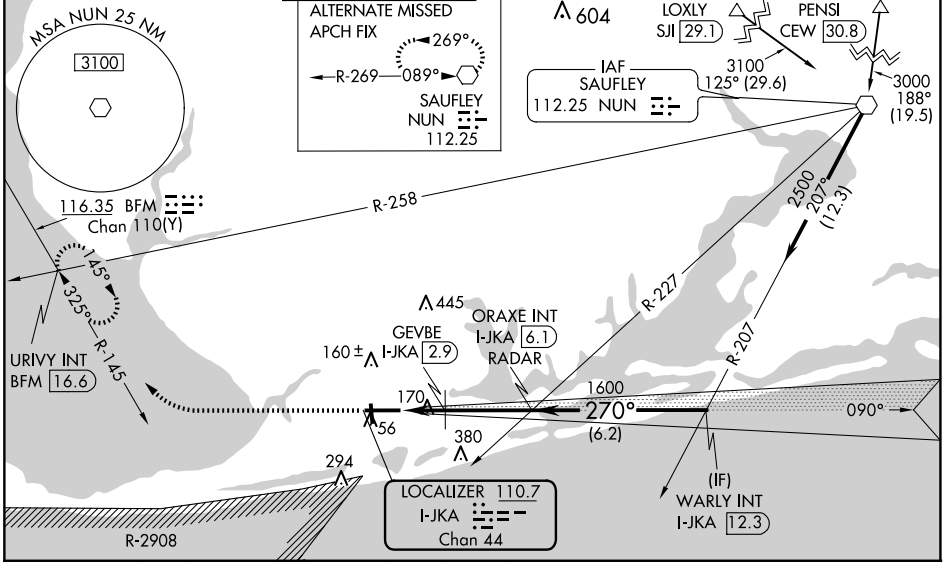 MSA NUN 25 NM
3100
116.35 BFM
Chan 110(Y)
ALTERNATE MISSED
APCH FIX
269°
R-269
089°
SAUFLEY
NUN
112.25
604
LOXLY
SJI 29.1
PENSI
CEW 30.8
3100
125° (29.6)
3000
188°
(19.5)
IAF
SAUFLEY
112.25 NUN
R-258
2500
207°
(12.3)
R-227
R-207
145°
325°
R-145
URIVY INT
BFM 16.6
445
GEVBE
I-JKA 2.9
ORAXE INT
I-JKA 6.1
RADAR
160 ±
170
56
380
294
1600
270°
(6.2)
090°
(IF)
WARLY INT
I-JKA 12.3
LOCALIZER 110.7
I-JKA
Chan 44
R-2908